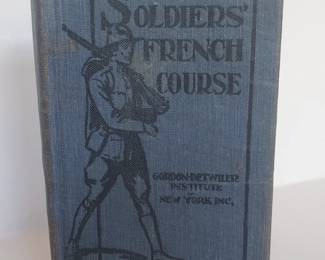 SOLDIERS'
FRENCH
COURSE
GORDON-DETWILER
INSTITUTE
NEW YORK, INC.